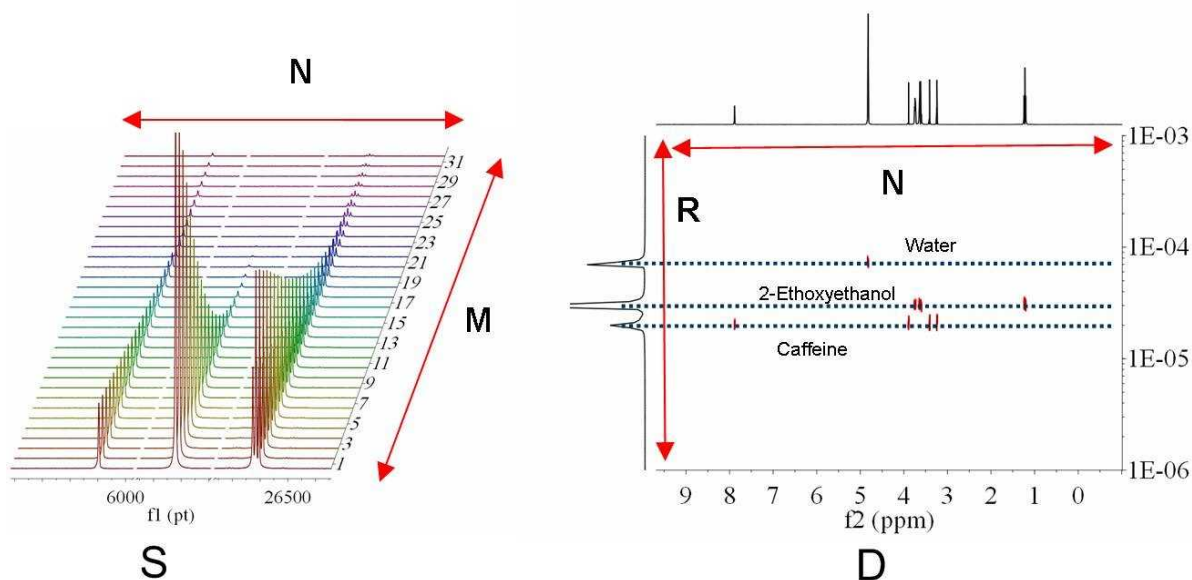 N
31
29
27
25
23
21
19
17
15
13
11
9
7
5
3
1
M
6000 26500
f1 (pt)
S
1E-03
N
R
Water
1E-04
2-Ethoxyethanol
Caffeine
1E-05
1E-06
9 8 7 6 5 4 3 2 1 0
f2 (ppm)
D